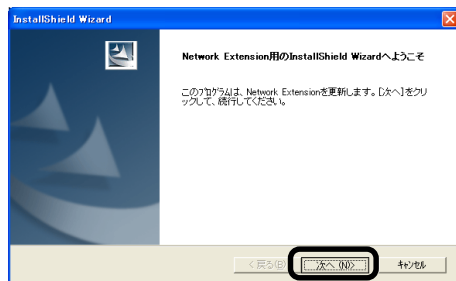 InstallShield Wizard
Network Extension用のInstallShield Wizardへようこそ
このプログラムは、Network Extensionを更新します。[次へ]をクリ
ックして、続行してください。
< 戻る(B)
次へ (N)>
キャンセル